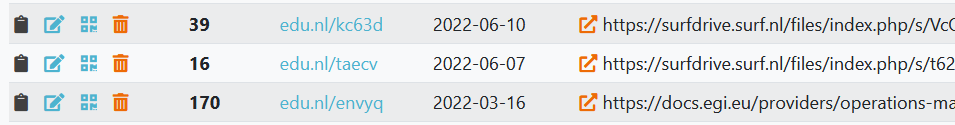 39 edu.nl/kc63d 2022-06-10 https://surfdrive.surf.nl/files/index.php/s/Vc
16 edu.nl/taecv 2022-06-07 https://surfdrive.surf.nl/files/index.php/s/t62
170 edu.nl/envyq 2022-03-16 https://docs.egi.eu/providers/operations-ma